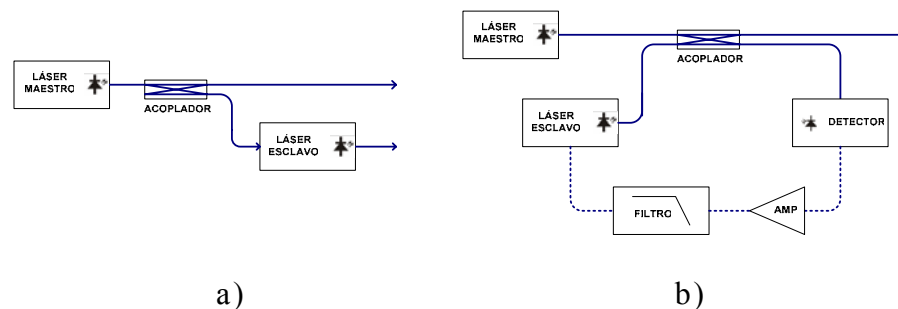 LÁSER
MAESTRO
ACOPLADOR
LÁSER
ESCLAVO
a)
LÁSER
MAESTRO
ACOPLADOR
LÁSER
ESCLAVO
DETECTOR
FILTRO
AMP
b)